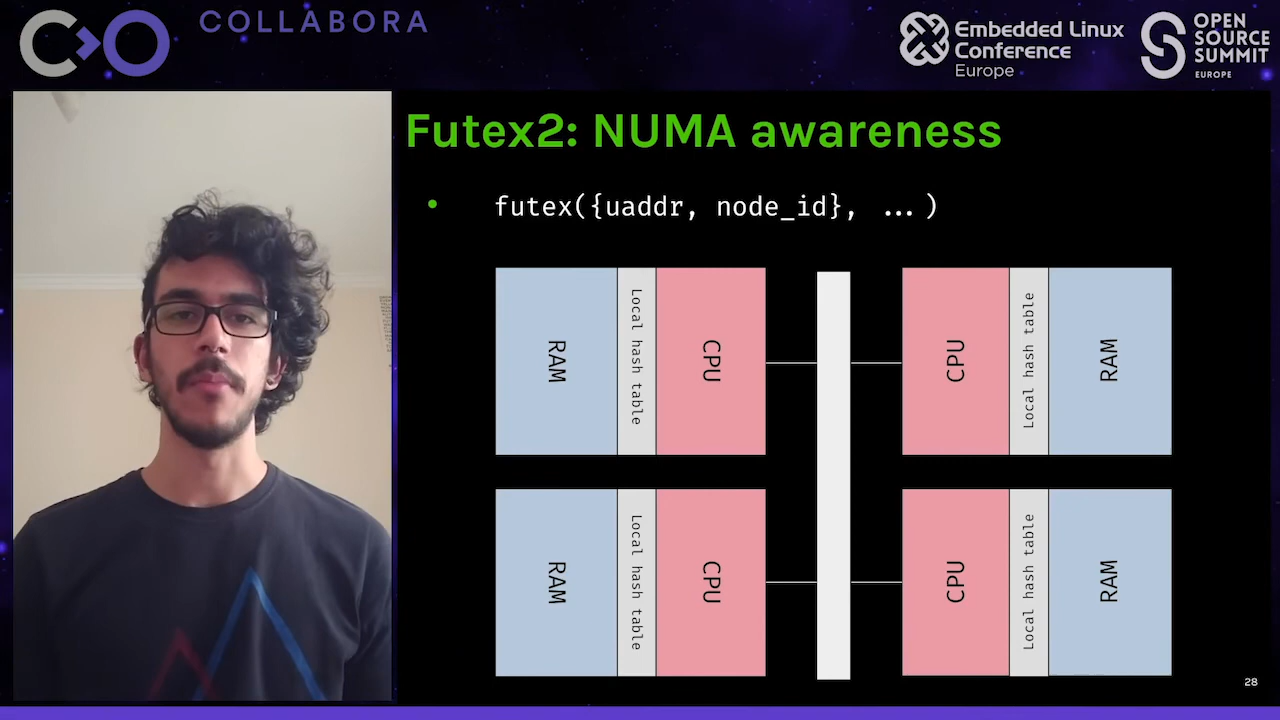 COLLABORA
Embedded Linux
Conference
Europe
OPEN
SOURCE
SUMMIT
EUROPE
Futex2: NUMA awareness
• futex({uaddr, node_id}, … )
RAM
Local hash table
CPU
CPU
Local hash table
RAM
RAM
Local hash table
CPU
CPU
Local hash table
RAM
28